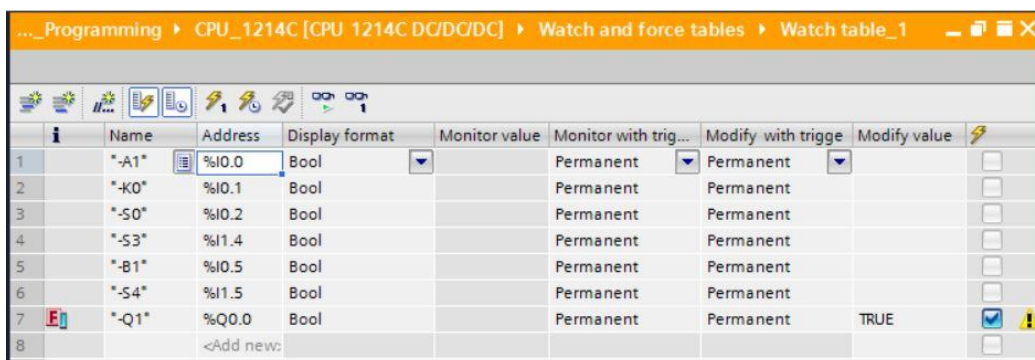 ..._Programming ▸ CPU_1214C [CPU 1214C DC/DC/DC] ▸ Watch and force tables ▸ Watch table_1
i Name Address Display format Monitor value Monitor with trig... Modify with trigge Modify value
1 "-A1" %I0.0 Bool Permanent Permanent
2 "-K0" %I0.1 Bool Permanent Permanent
3 "-S0" %I0.2 Bool Permanent Permanent
4 "-S3" %I1.4 Bool Permanent Permanent
5 "-B1" %I0.5 Bool Permanent Permanent
6 "-S4" %I1.5 Bool Permanent Permanent
7 F "-Q1" %Q0.0 Bool Permanent Permanent TRUE
8 <Add new>